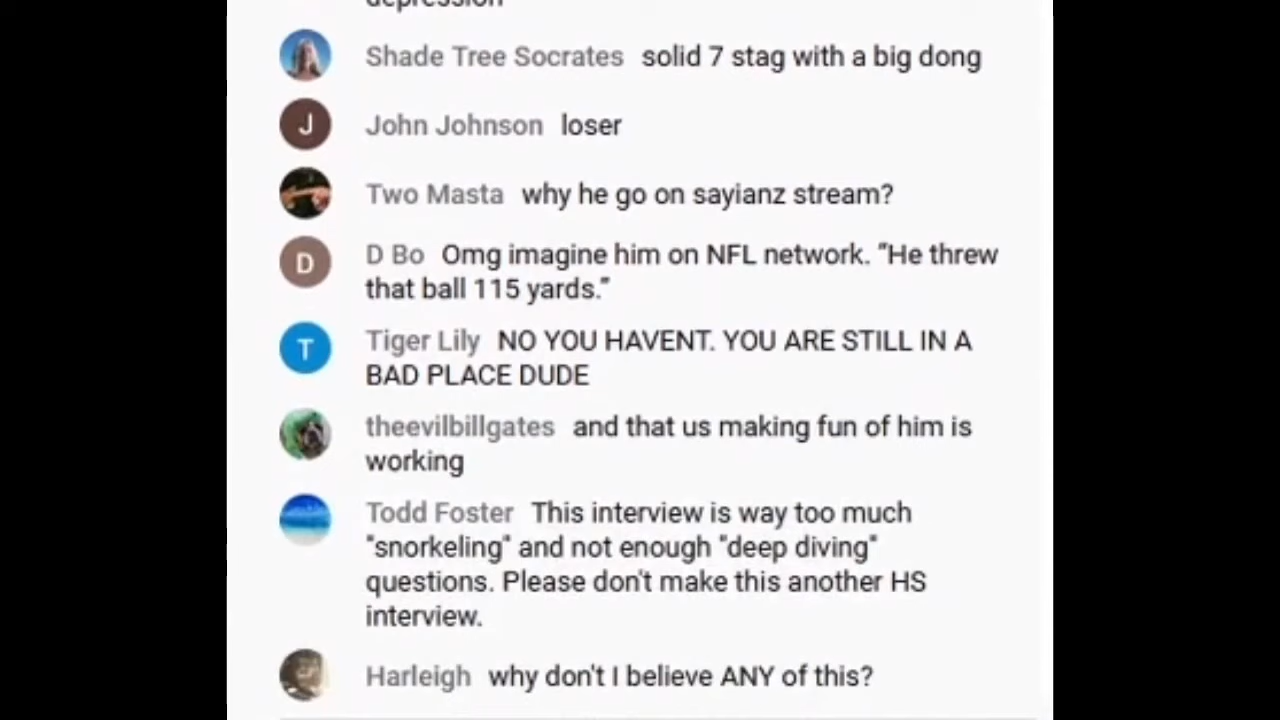 depression
Shade Tree Socrates solid 7 stag with a big dong
J John Johnson loser
Two Masta why he go on sayianz stream?
D D Bo Omg imagine him on NFL network. "He threw
that ball 115 yards."
T Tiger Lily NO YOU HAVENT. YOU ARE STILL IN A
BAD PLACE DUDE
theevilbillgates and that us making fun of him is
working
Todd Foster This interview is way too much
"snorkeling" and not enough "deep diving"
questions. Please don't make this another HS
interview.
Harleigh why don't I believe ANY of this?